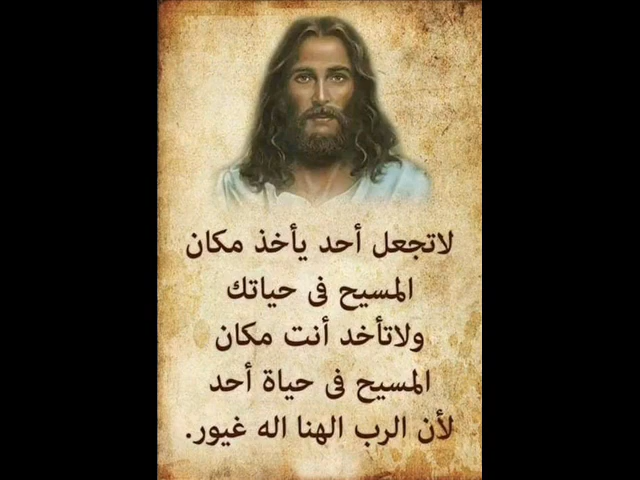 لاتجعل أحد يأخذ مكان
المسيح فى حياتك
ولاتأخد أنت مكان
المسيح فى حياة أحد
لأن الرب الهنا اله غيور.